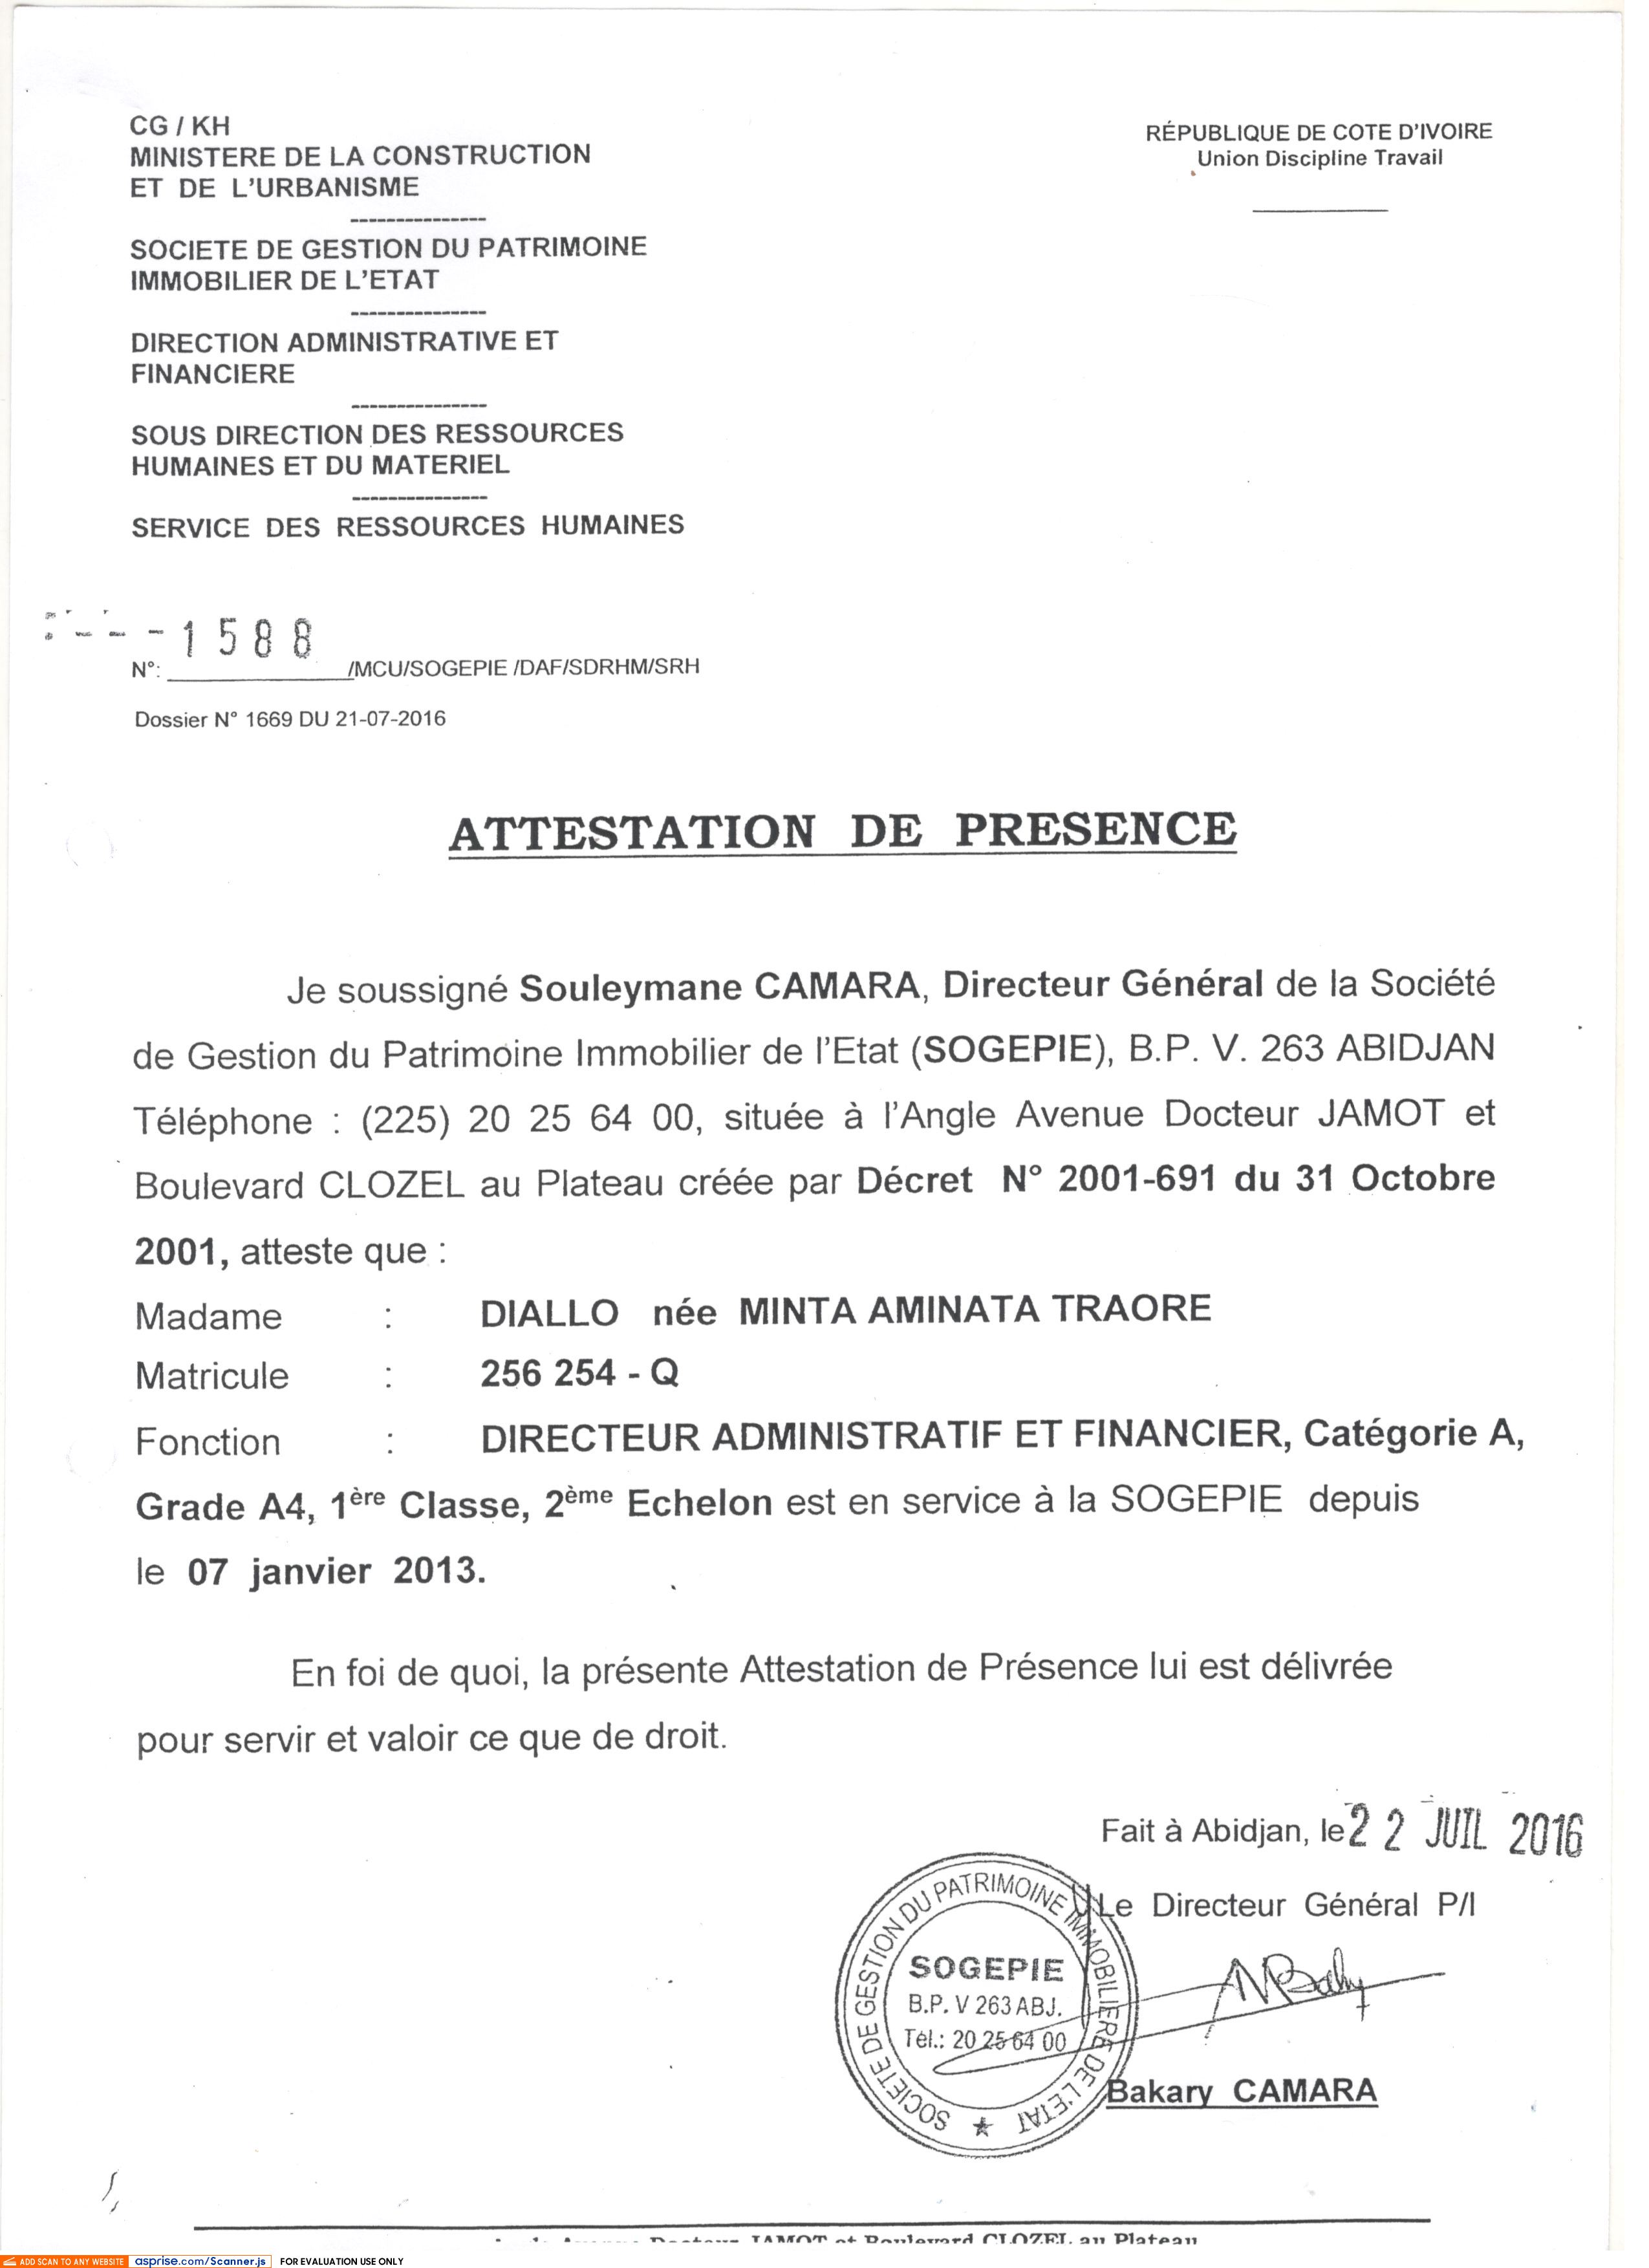 CG / KH
MINISTERE DE LA CONSTRUCTION
ET DE L'URBANISME
---------------
SOCIETE DE GESTION DU PATRIMOINE
IMMOBILIER DE L'ETAT
---------------
DIRECTION ADMINISTRATIVE ET
FINANCIERE
---------------
SOUS DIRECTION DES RESSOURCES
HUMAINES ET DU MATERIEL
---------------
SERVICE DES RESSOURCES HUMAINES
RÉPUBLIQUE DE COTE D'IVOIRE
Union Discipline Travail
- - - 1 5 8 8
N°: /MCU/SOGEPIE /DAF/SDRHM/SRH
Dossier N° 1669 DU 21-07-2016
ATTESTATION DE PRESENCE
Je soussigné Souleymane CAMARA, Directeur Général de la Société
de Gestion du Patrimoine Immobilier de l'Etat (SOGEPIE), B.P. V. 263 ABIDJAN
Téléphone : (225) 20 25 64 00, située à l'Angle Avenue Docteur JAMOT et
Boulevard CLOZEL au Plateau créée par Décret N° 2001-691 du 31 Octobre
2001, atteste que :
Madame : DIALLO née MINTA AMINATA TRAORE
Matricule : 256 254 - Q
Fonction : DIRECTEUR ADMINISTRATIF ET FINANCIER, Catégorie A,
Grade A4, 1ère Classe, 2ème Echelon est en service à la SOGEPIE depuis
le 07 janvier 2013.
En foi de quoi, la présente Attestation de Présence lui est délivrée
pour servir et valoir ce que de droit.
Fait à Abidjan, le 2 2 JUIL 2016
Le Directeur Général P/I
SOCIETE DE GESTION DU PATRIMOINE IMMOBILIERE DE L'ETAT
SOGEPIE
B.P. V 263 ABJ.
Tél.: 20 25 64 00
Bakary CAMARA
Avenue Docteur JAMOT et Boulevard CLOZEL au Plateau
ADD SCAN TO ANY WEBSITE asprise.com/Scanner.js FOR EVALUATION USE ONLY